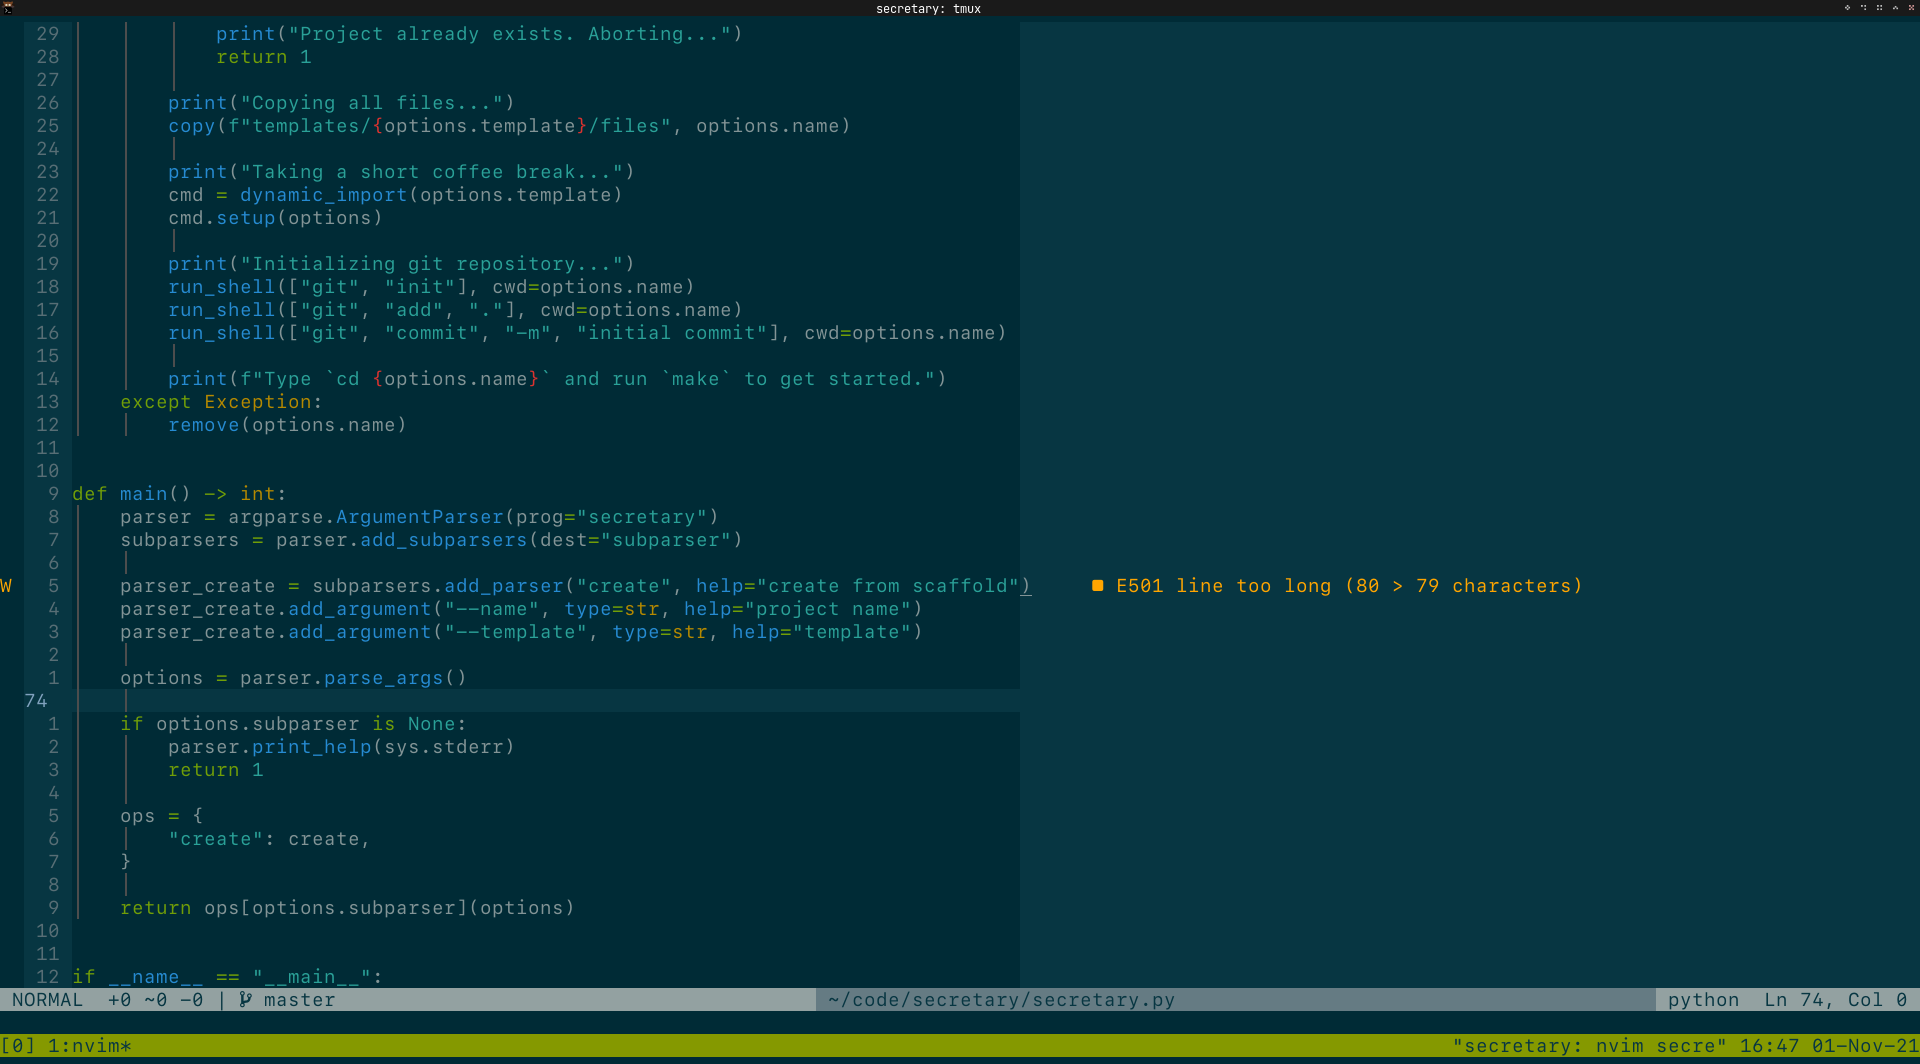 secretary: tmux
29 print("Project already exists. Aborting...")
28 return 1
27
26 print("Copying all files...")
25 copy(f"templates/{options.template}/files", options.name)
24
23 print("Taking a short coffee break...")
22 cmd = dynamic_import(options.template)
21 cmd.setup(options)
20
19 print("Initializing git repository...")
18 run_shell(["git", "init"], cwd=options.name)
17 run_shell(["git", "add", "."], cwd=options.name)
16 run_shell(["git", "commit", "-m", "initial commit"], cwd=options.name)
15
14 print(f"Type `cd {options.name}` and run `make` to get started.")
13 except Exception:
12 remove(options.name)
11
10
9 def main() -> int:
8 parser = argparse.ArgumentParser(prog="secretary")
7 subparsers = parser.add_subparsers(dest="subparser")
6
W 5 parser_create = subparsers.add_parser("create", help="create from scaffold") ■ E501 line too long (80 > 79 characters)
4 parser_create.add_argument("--name", type=str, help="project name")
3 parser_create.add_argument("--template", type=str, help="template")
2
1 options = parser.parse_args()
74
1 if options.subparser is None:
2 parser.print_help(sys.stderr)
3 return 1
4
5 ops = {
6 "create": create,
7 }
8
9 return ops[options.subparser](options)
10
11
12 if __name__ == "__main__":
NORMAL +0 ~0 -0 | master ~/code/secretary/secretary.py python Ln 74, Col 0
[0] 1:nvim* "secretary: nvim secre" 16:47 01-Nov-21